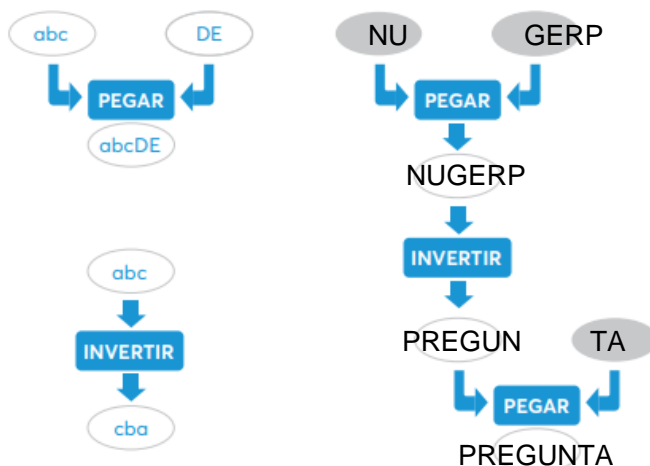 abc DE
PEGAR
abcDE
abc
INVERTIR
cba
NU GERP
PEGAR
NUGERP
INVERTIR
PREGUN TA
PEGAR
PREGUNTA